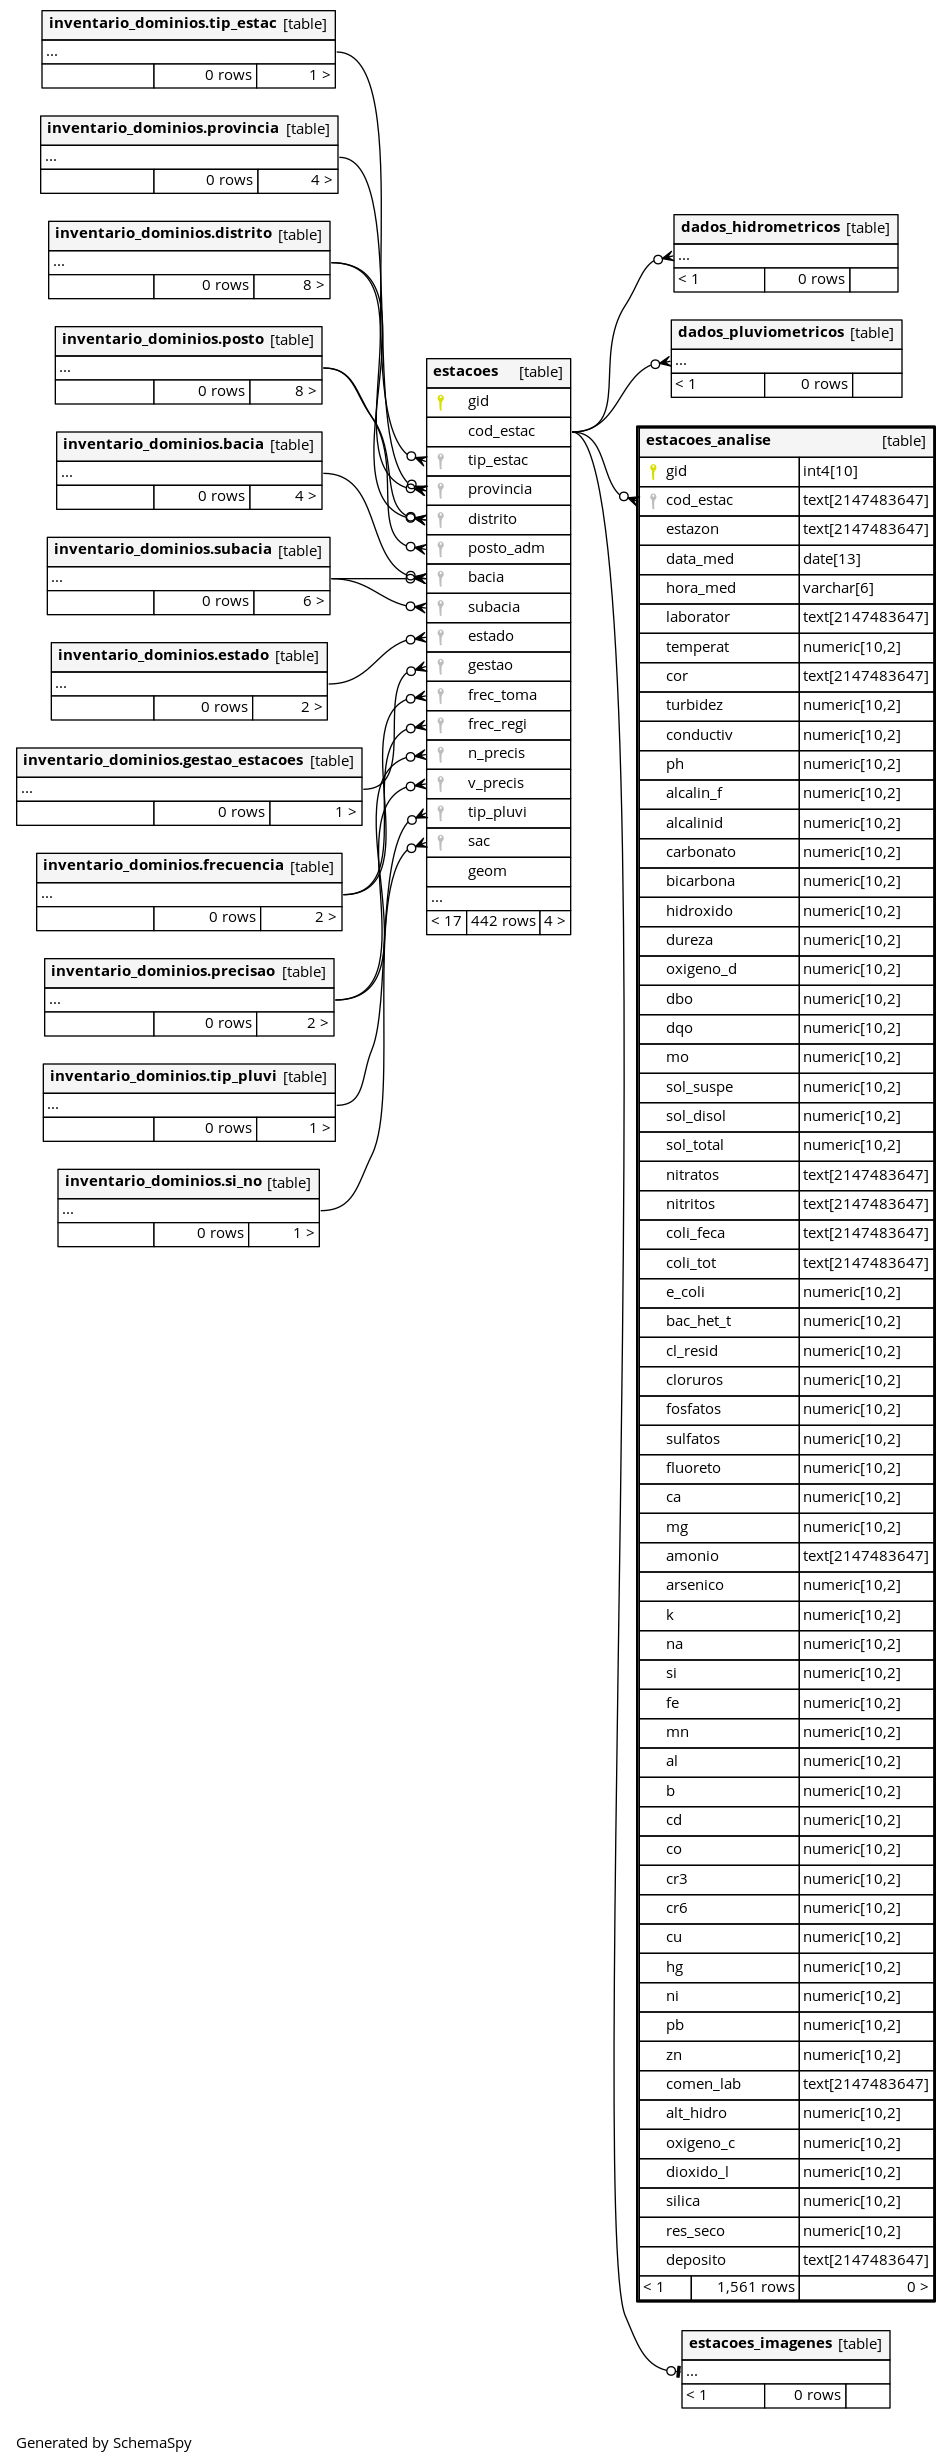 inventario_dominios.tip_estac [table]
...
0 rows 1 >
inventario_dominios.provincia [table]
...
0 rows 4 >
inventario_dominios.distrito [table]
...
0 rows 8 >
inventario_dominios.posto [table]
...
0 rows 8 >
inventario_dominios.bacia [table]
...
0 rows 4 >
inventario_dominios.subacia [table]
...
0 rows 6 >
inventario_dominios.estado [table]
...
0 rows 2 >
inventario_dominios.gestao_estacoes [table]
...
0 rows 1 >
inventario_dominios.frecuencia [table]
...
0 rows 2 >
inventario_dominios.precisao [table]
...
0 rows 2 >
inventario_dominios.tip_pluvi [table]
...
0 rows 1 >
inventario_dominios.si_no [table]
...
0 rows 1 >
estacoes [table]
gid
cod_estac
tip_estac
provincia
distrito
posto_adm
bacia
subacia
estado
gestao
frec_toma
frec_regi
n_precis
v_precis
tip_pluvi
sac
geom
...
< 17 442 rows 4 >
dados_hidrometricos [table]
...
< 1 0 rows
dados_pluviometricos [table]
...
< 1 0 rows
estacoes_analise [table]
gid int4[10]
cod_estac text[2147483647]
estazon text[2147483647]
data_med date[13]
hora_med varchar[6]
laborator text[2147483647]
temperat numeric[10,2]
cor text[2147483647]
turbidez numeric[10,2]
conductiv numeric[10,2]
ph numeric[10,2]
alcalin_f numeric[10,2]
alcalinid numeric[10,2]
carbonato numeric[10,2]
bicarbona numeric[10,2]
hidroxido numeric[10,2]
dureza numeric[10,2]
oxigeno_d numeric[10,2]
dbo numeric[10,2]
dqo numeric[10,2]
mo numeric[10,2]
sol_suspe numeric[10,2]
sol_disol numeric[10,2]
sol_total numeric[10,2]
nitratos text[2147483647]
nitritos text[2147483647]
coli_feca text[2147483647]
coli_tot text[2147483647]
e_coli numeric[10,2]
bac_het_t numeric[10,2]
cl_resid numeric[10,2]
cloruros numeric[10,2]
fosfatos numeric[10,2]
sulfatos numeric[10,2]
fluoreto numeric[10,2]
ca numeric[10,2]
mg numeric[10,2]
amonio text[2147483647]
arsenico numeric[10,2]
k numeric[10,2]
na numeric[10,2]
si numeric[10,2]
fe numeric[10,2]
mn numeric[10,2]
al numeric[10,2]
b numeric[10,2]
cd numeric[10,2]
co numeric[10,2]
cr3 numeric[10,2]
cr6 numeric[10,2]
cu numeric[10,2]
hg numeric[10,2]
ni numeric[10,2]
pb numeric[10,2]
zn numeric[10,2]
comen_lab text[2147483647]
alt_hidro numeric[10,2]
oxigeno_c numeric[10,2]
dioxido_l numeric[10,2]
silica numeric[10,2]
res_seco numeric[10,2]
deposito text[2147483647]
< 1 1,561 rows 0 >
estacoes_imagenes [table]
...
< 1 0 rows
Generated by SchemaSpy